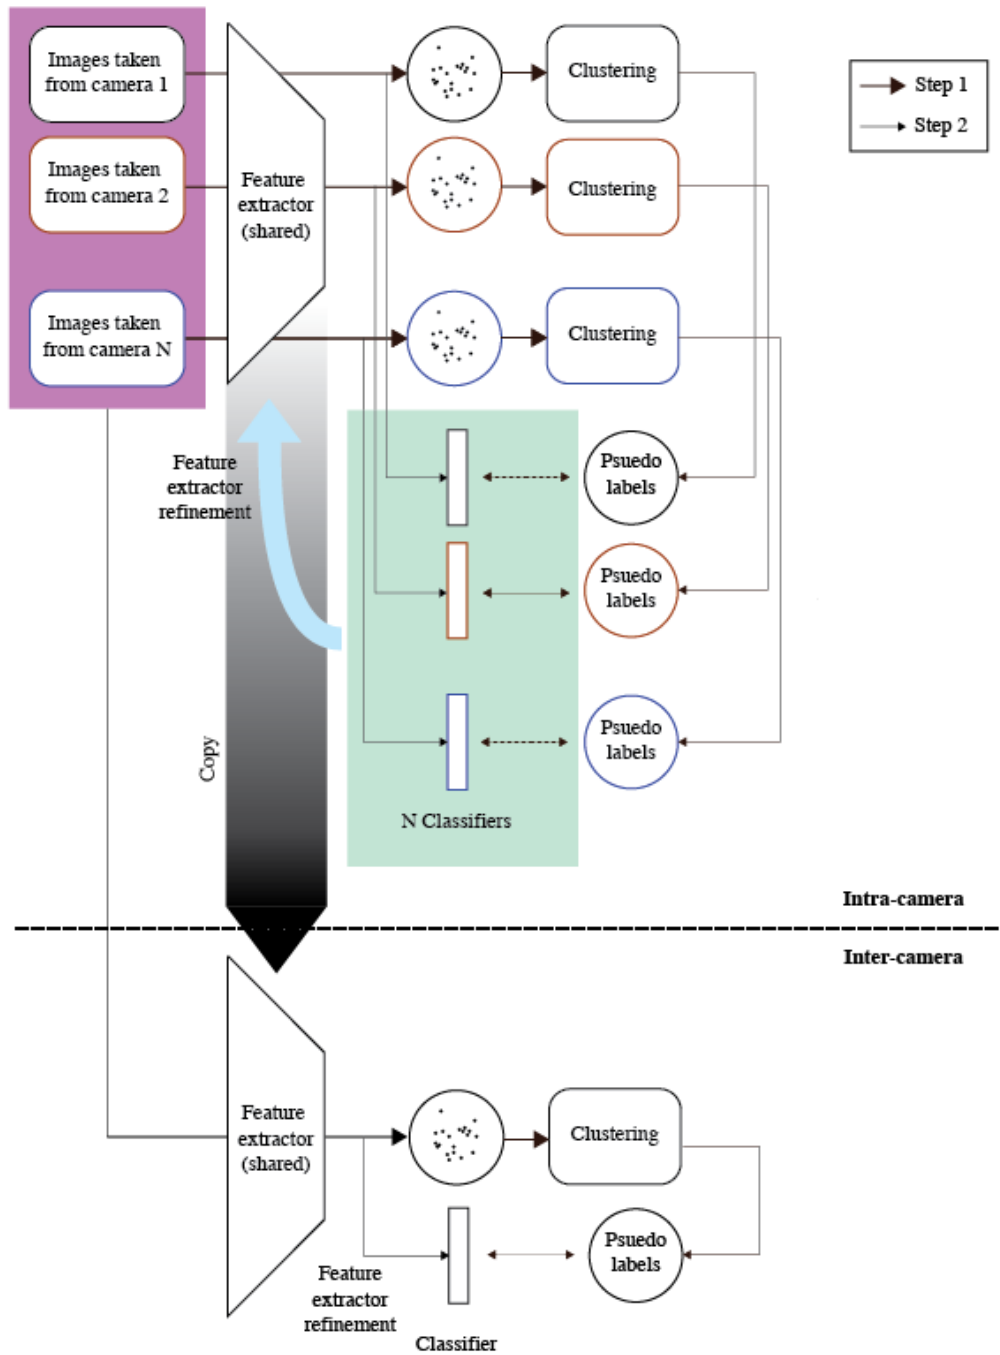 Images taken
from camera 1
Clustering
Step 1
Step 2
Images taken
from camera 2
Feature
extractor
(shared)
Clustering
Images taken
from camera N
Clustering
Feature
extractor
refinement
Psuedo
labels
Psuedo
labels
Psuedo
labels
Copy
N Classifiers
Intra-camera
Inter-camera
Feature
extractor
(shared)
Clustering
Psuedo
labels
Feature
extractor
refinement
Classifier